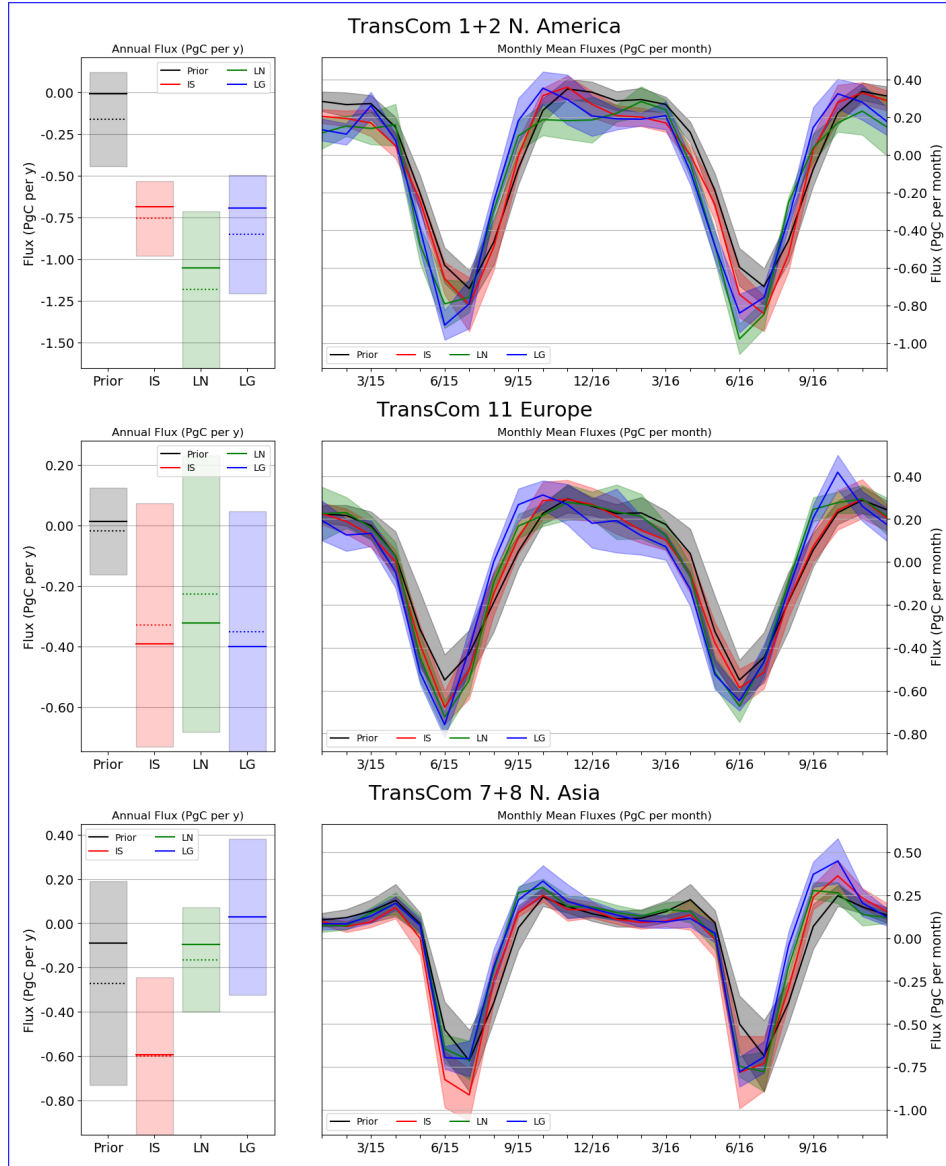 TransCom 1+2 N. America
Annual Flux (PgC per y)
Monthly Mean Fluxes (PgC per month)
Flux (PgC per y)
0.00
-0.25
-0.50
-0.75
-1.00
-1.25
-1.50
Prior
IS
LN
LG
Prior IS LN LG
Prior IS LN LG
3/15 6/15 9/15 12/16 3/16 6/16 9/16
0.40
0.20
0.00
-0.20
-0.40
-0.60
-0.80
-1.00
Flux (PgC per month)
TransCom 11 Europe
Annual Flux (PgC per y)
Monthly Mean Fluxes (PgC per month)
Flux (PgC per y)
0.20
0.00
-0.20
-0.40
-0.60
Prior
IS
LN
LG
Prior IS LN LG
Prior IS LN LG
3/15 6/15 9/15 12/16 3/16 6/16 9/16
0.40
0.20
0.00
-0.20
-0.40
-0.60
-0.80
Flux (PgC per month)
TransCom 7+8 N. Asia
Annual Flux (PgC per y)
Monthly Mean Fluxes (PgC per month)
Flux (PgC per y)
0.40
0.20
0.00
-0.20
-0.40
-0.60
-0.80
Prior
IS
LN
LG
Prior IS LN LG
Prior IS LN LG
3/15 6/15 9/15 12/16 3/16 6/16 9/16
0.50
0.25
0.00
-0.25
-0.50
-0.75
-1.00
Flux (PgC per month)